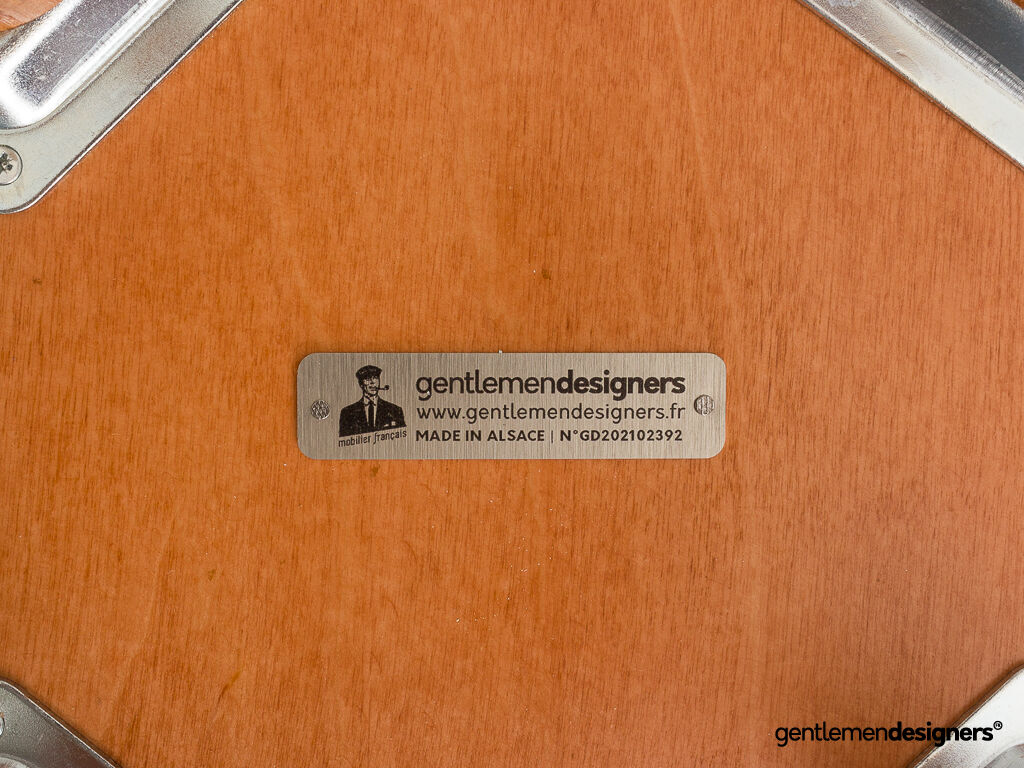 gentlemendesigners
www.gentlemendesigners.fr
mobilier français
MADE IN ALSACE | N°GD202102392
gentlemendesigners®